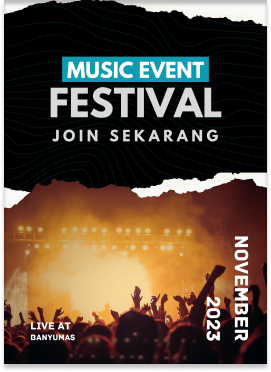 MUSIC EVENT
FESTIVAL
JOIN SEKARANG
LIVE AT
BANYUMAS
NOVEMBER
2023